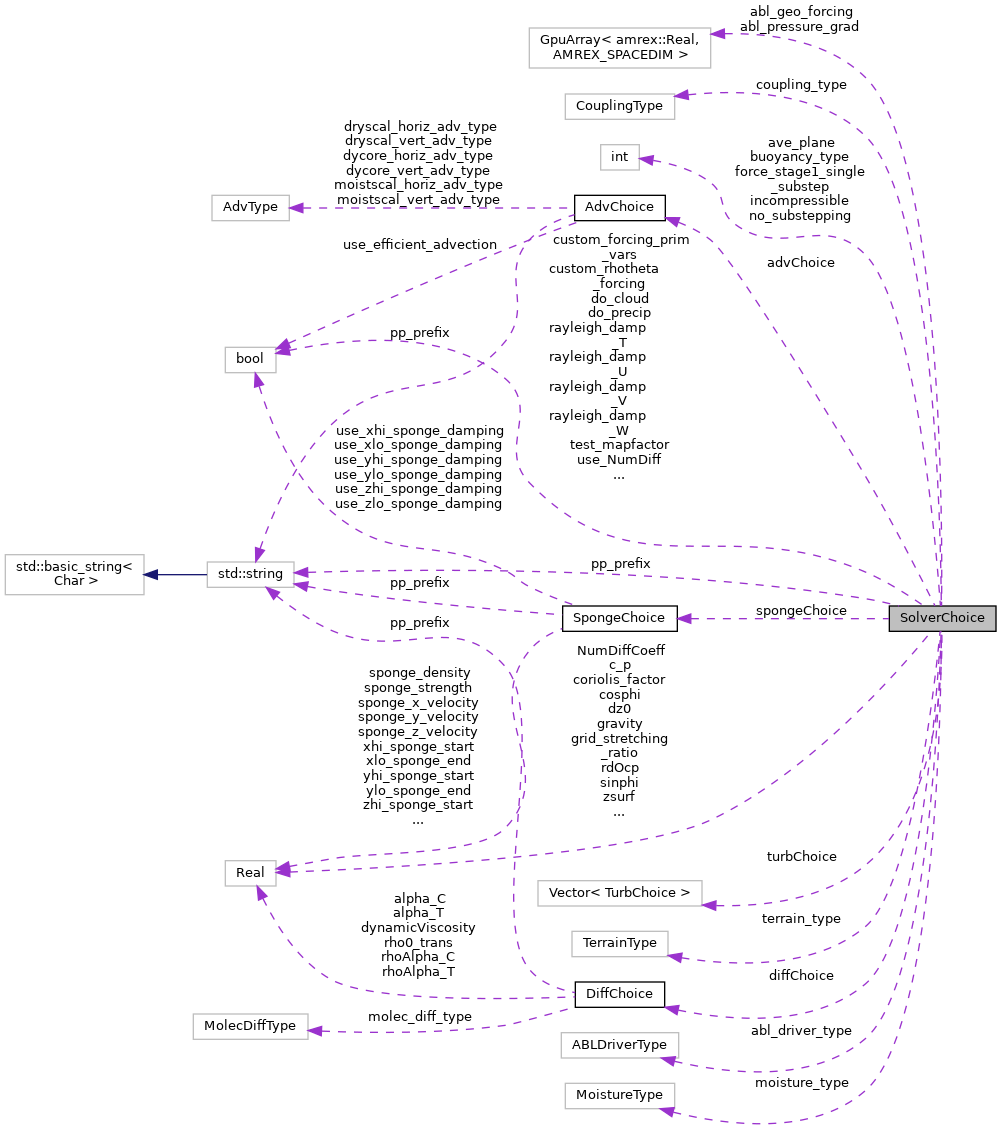 abl_geo_forcing
abl_pressure_grad
GpuArray< amrex::Real,
AMREX_SPACEDIM >
coupling_type
CouplingType
ave_plane
buoyancy_type
force_stage1_single
_substep
incompressible
no_substepping
int
dryscal_horiz_adv_type
dryscal_vert_adv_type
dycore_horiz_adv_type
dycore_vert_adv_type
moistscal_horiz_adv_type
moistscal_vert_adv_type
AdvType
AdvChoice
use_efficient_advection
custom_forcing_prim
_vars
custom_rhotheta
_forcing
do_cloud
do_precip
rayleigh_damp
_T
rayleigh_damp
_U
rayleigh_damp
_V
rayleigh_damp
_W
test_mapfactor
use_NumDiff
...
advChoice
pp_prefix
bool
use_xhi_sponge_damping
use_xlo_sponge_damping
use_yhi_sponge_damping
use_ylo_sponge_damping
use_zhi_sponge_damping
use_zlo_sponge_damping
std::basic_string<
Char >
std::string
pp_prefix
pp_prefix
pp_prefix
SpongeChoice
spongeChoice
SolverChoice
NumDiffCoeff
c_p
coriolis_factor
cosphi
dz0
gravity
grid_stretching
_ratio
rdOcp
sinphi
zsurf
...
sponge_density
sponge_strength
sponge_x_velocity
sponge_y_velocity
sponge_z_velocity
xhi_sponge_start
xlo_sponge_end
yhi_sponge_start
ylo_sponge_end
zhi_sponge_start
...
Real
turbChoice
Vector< TurbChoice >
alpha_C
alpha_T
dynamicViscosity
rho0_trans
rhoAlpha_C
rhoAlpha_T
terrain_type
TerrainType
diffChoice
DiffChoice
molec_diff_type
MolecDiffType
abl_driver_type
ABLDriverType
moisture_type
MoistureType